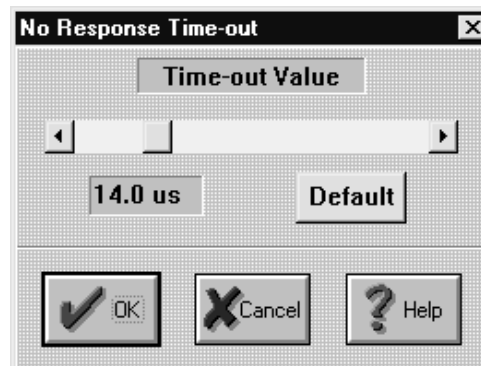 No Response Time-out
Time-out Value
14.0 us
Default
OK
Cancel
Help